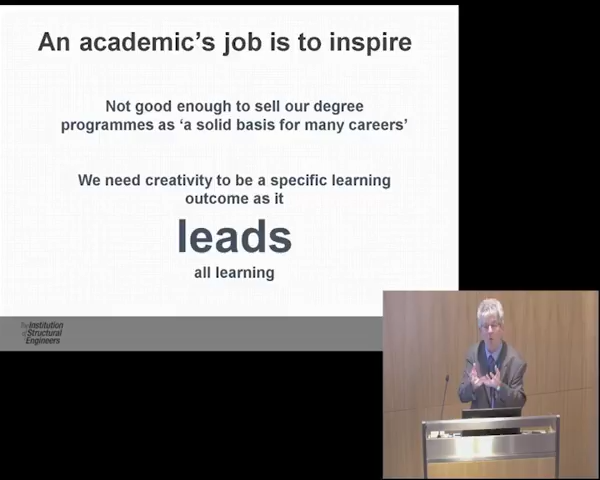 An academic's job is to inspire
Not good enough to sell our degree
programmes as 'a solid basis for many careers'
We need creativity to be a specific learning
outcome as it
leads
all learning
The Institution
of Structural
Engineers